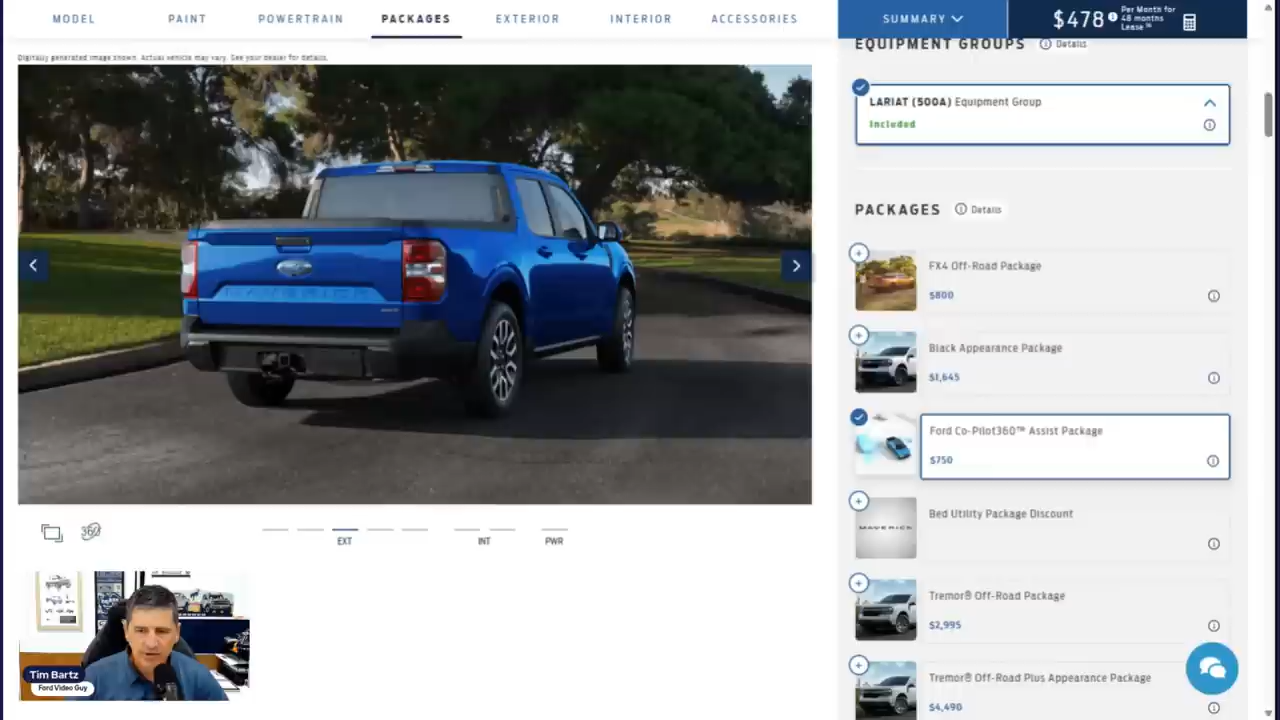 MODEL
PAINT
POWERTRAIN
PACKAGES
EXTERIOR
INTERIOR
ACCESSORIES
SUMMARY
$478
Per Month for
48 months
Lease
Digitally generated image shown. Actual vehicle may vary. See your dealer for details.
EQUIPMENT GROUPS
Details
LARIAT (500A) Equipment Group
Included
PACKAGES
Details
FX4 Off-Road Package
$800
Black Appearance Package
$1,645
Ford Co-Pilot360™ Assist Package
$750
Bed Utility Package Discount
MAVERICK
Tremor® Off-Road Package
$2,995
Tremor® Off-Road Plus Appearance Package
$4,490
MAVERICK
360
EXT
INT
PWR
Tim Bartz
Ford Video Guy